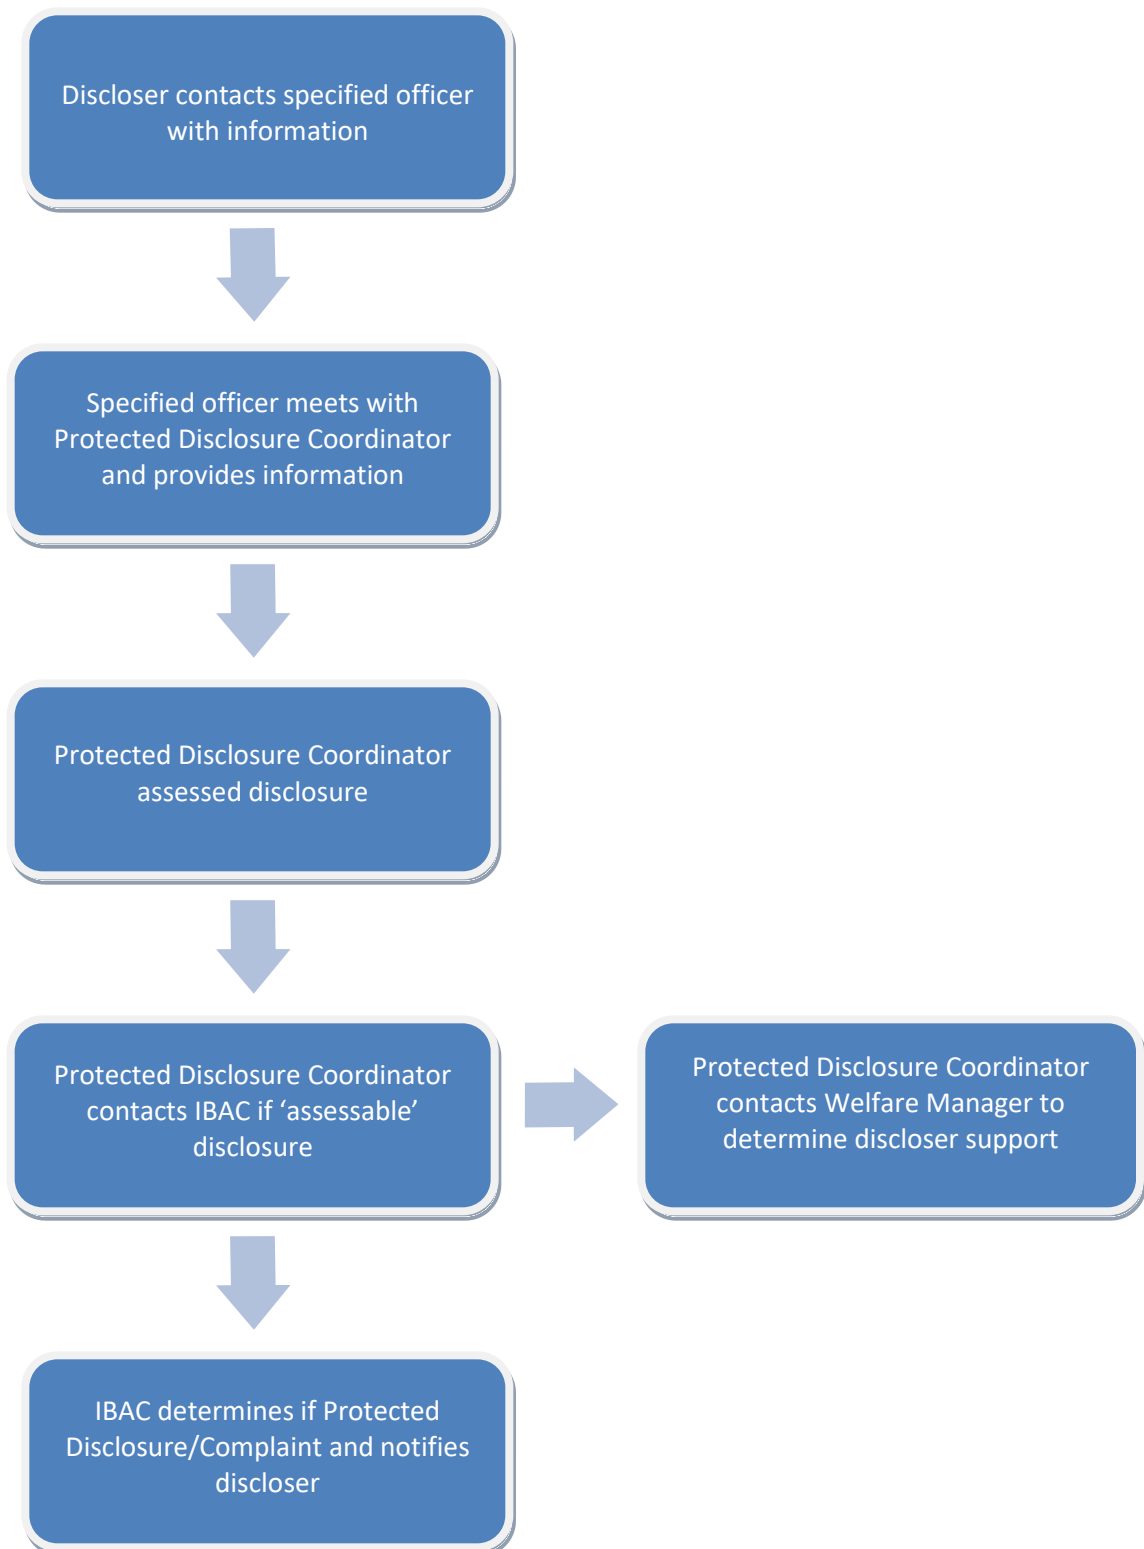 Discloser contacts specified officer
with information
Specified officer meets with
Protected Disclosure Coordinator
and provides information
Protected Disclosure Coordinator
assessed disclosure
Protected Disclosure Coordinator
contacts IBAC if ‘assessable’
disclosure
Protected Disclosure Coordinator
contacts Welfare Manager to
determine discloser support
IBAC determines if Protected
Disclosure/Complaint and notifies
discloser